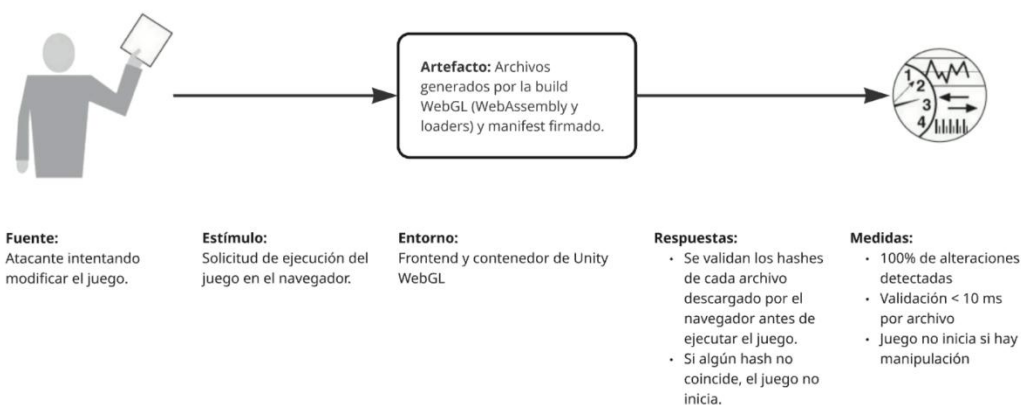 Artefacto: Archivos
generados por la build
WebGL (WebAssembly y
loaders) y manifest firmado.
1
2
3
4
Fuente:
Atacante intentando
modificar el juego.
Estímulo:
Solicitud de ejecución del
juego en el navegador.
Entorno:
Frontend y contenedor de Unity
WebGL
Respuestas:
• Se validan los hashes
de cada archivo
descargado por el
navegador antes de
ejecutar el juego.
• Si algún hash no
coincide, el juego no
inicia.
Medidas:
• 100% de alteraciones
detectadas
• Validación < 10 ms
por archivo
• Juego no inicia si hay
manipulación